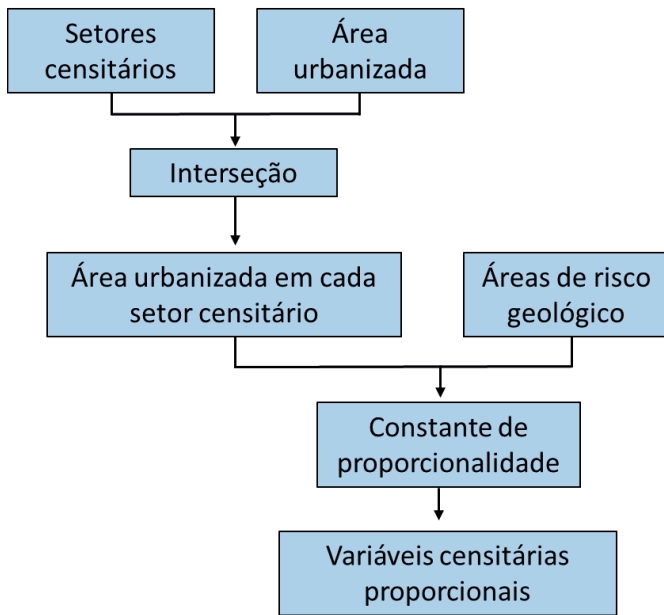 Setores
censitários
Área
urbanizada
Interseção
Área urbanizada em cada
setor censitário
Áreas de risco
geológico
Constante de
proporcionalidade
Variáveis censitárias
proporcionais